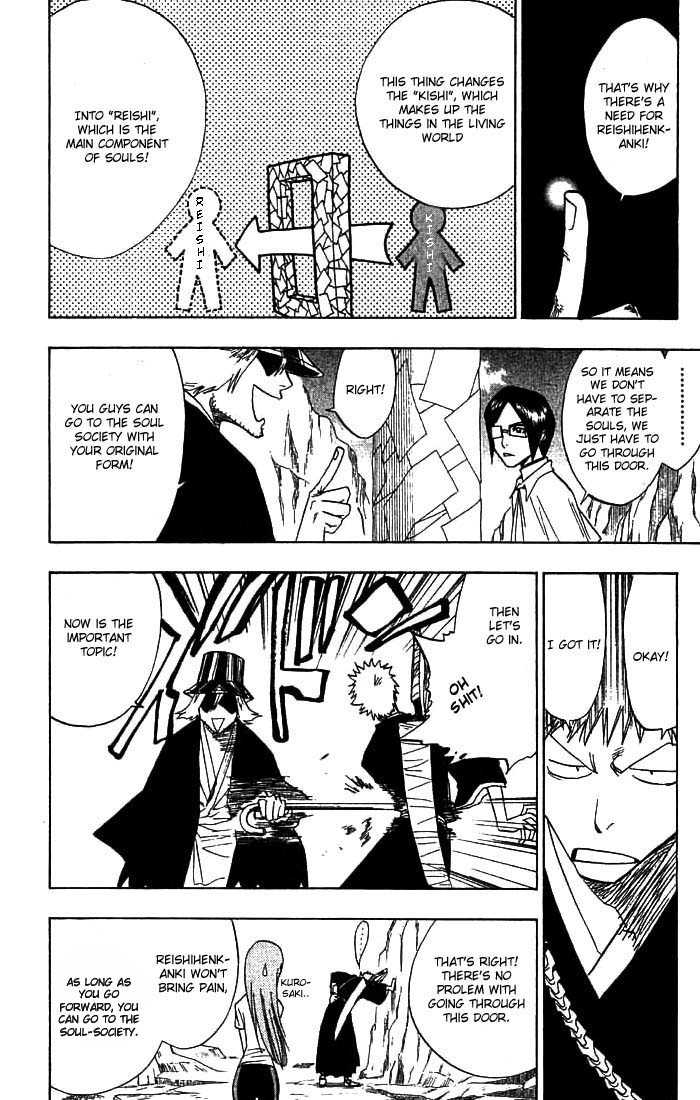 THAT'S WHY
THERE'S A
NEED FOR
REISHIHENK-
ANKI!
THIS THING CHANGES
THE "KISHI", WHICH
MAKES UP THE
THINGS IN THE LIVING
WORLD
INTO "REISHI",
WHICH IS THE
MAIN COMPONENT
OF SOULS!
KISHI
REISHI
.........
SO IT MEANS
WE DON'T
HAVE TO SEP-
ARATE THE
SOULS, WE
JUST HAVE TO
GO THROUGH
THIS DOOR.
RIGHT!
YOU GUYS CAN
GO TO THE SOUL
SOCIETY WITH
YOUR ORIGINAL
FORM!
OKAY!
I GOT IT!
THEN
LET'S
GO IN.
OH
SHIT!
NOW IS THE
IMPORTANT
TOPIC!
THAT'S RIGHT!
THERE'S NO
PROLEM WITH
GOING THROUGH
THIS DOOR.
......
KURO-
SAKI..
REISHIHENK-
ANKI WON'T
BRING PAIN,
AS LONG AS
YOU GO
FORWARD, YOU
CAN GO TO THE
SOUL-SOCIETY.